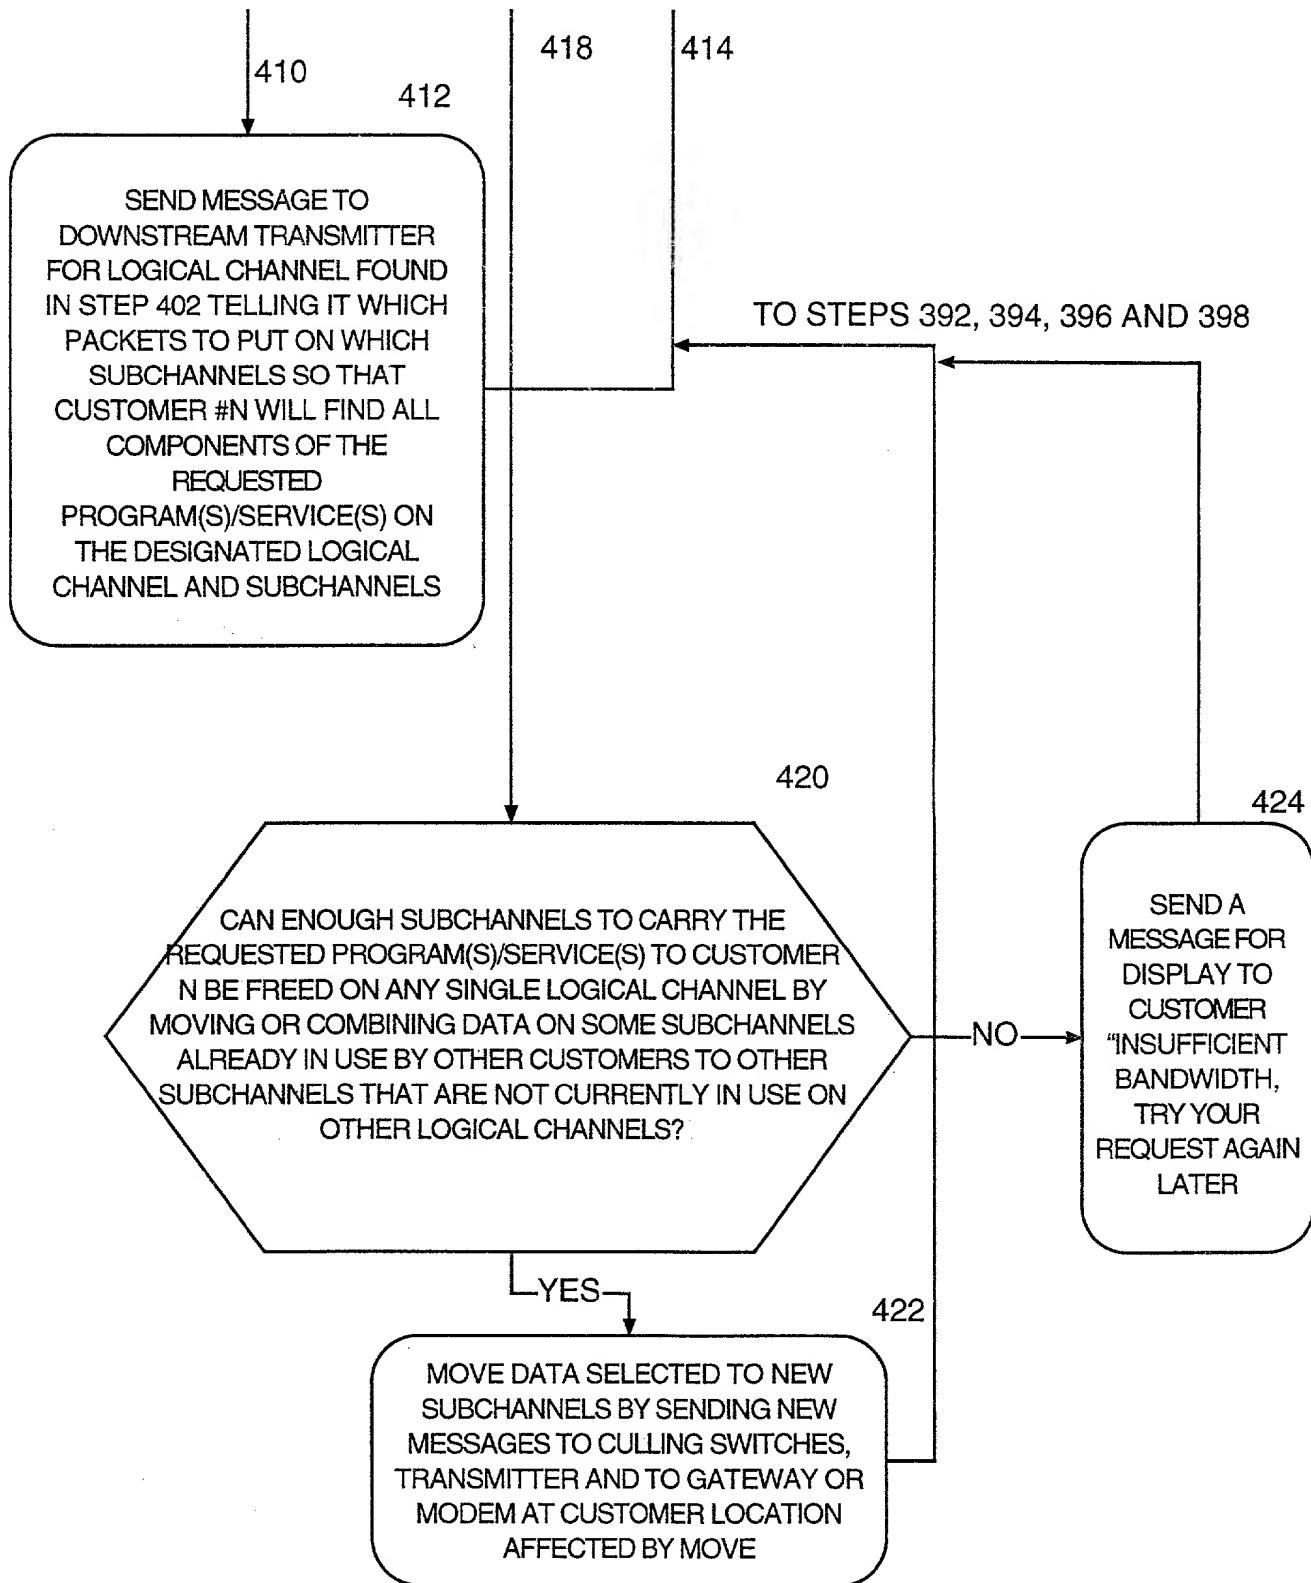 410
418
414
412
SEND MESSAGE TO
DOWNSTREAM TRANSMITTER
FOR LOGICAL CHANNEL FOUND
IN STEP 402 TELLING IT WHICH
PACKETS TO PUT ON WHICH
SUBCHANNELS SO THAT
CUSTOMER #N WILL FIND ALL
COMPONENTS OF THE
REQUESTED
PROGRAM(S)/SERVICE(S) ON
THE DESIGNATED LOGICAL
CHANNEL AND SUBCHANNELS
TO STEPS 392, 394, 396 AND 398
420
CAN ENOUGH SUBCHANNELS TO CARRY THE
REQUESTED PROGRAM(S)/SERVICE(S) TO CUSTOMER
N BE FREED ON ANY SINGLE LOGICAL CHANNEL BY
MOVING OR COMBINING DATA ON SOME SUBCHANNELS
ALREADY IN USE BY OTHER CUSTOMERS TO OTHER
SUBCHANNELS THAT ARE NOT CURRENTLY IN USE ON
OTHER LOGICAL CHANNELS?
NO
424
SEND A
MESSAGE FOR
DISPLAY TO
CUSTOMER
“INSUFFICIENT
BANDWIDTH,
TRY YOUR
REQUEST AGAIN
LATER
YES
422
MOVE DATA SELECTED TO NEW
SUBCHANNELS BY SENDING NEW
MESSAGES TO CULLING SWITCHES,
TRANSMITTER AND TO GATEWAY OR
MODEM AT CUSTOMER LOCATION
AFFECTED BY MOVE